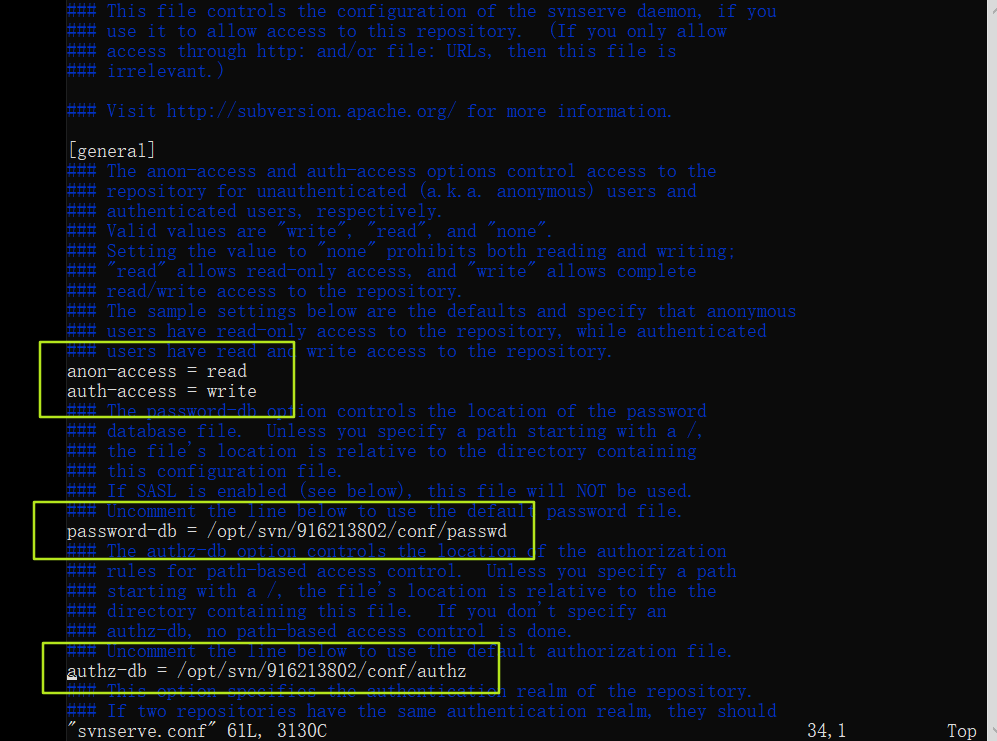 ### This file controls the configuration of the svnserve daemon, if you
### use it to allow access to this repository.  (If you only allow
### access through http: and/or file: URLs, then this file is
### irrelevant.)
### Visit http://subversion.apache.org/ for more information.
[general]
### The anon-access and auth-access options control access to the
### repository for unauthenticated (a.k.a. anonymous) users and
### authenticated users, respectively.
### Valid values are "write", "read", and "none".
### Setting the value to "none" prohibits both reading and writing;
### "read" allows read-only access, and "write" allows complete
### read/write access to the repository.
### The sample settings below are the defaults and specify that anonymous
### users have read-only access to the repository, while authenticated
### users have read and write access to the repository.
anon-access = read
auth-access = write
### The password-db option controls the location of the password
### database file.  Unless you specify a path starting with a /,
### the file's location is relative to the directory containing
### this configuration file.
### If SASL is enabled (see below), this file will NOT be used.
### Uncomment the line below to use the default password file.
password-db = /opt/svn/916213802/conf/passwd
### The authz-db option controls the location of the authorization
### rules for path-based access control.  Unless you specify a path
### starting with a /, the file's location is relative to the the
### directory containing this file.  If you don't specify an
### authz-db, no path-based access control is done.
### Uncomment the line below to use the default authorization file.
authz-db = /opt/svn/916213802/conf/authz
### This option specifies the authentication realm of the repository.
### If two repositories have the same authentication realm, they should
"svnserve.conf" 61L, 3130C 34,1 Top